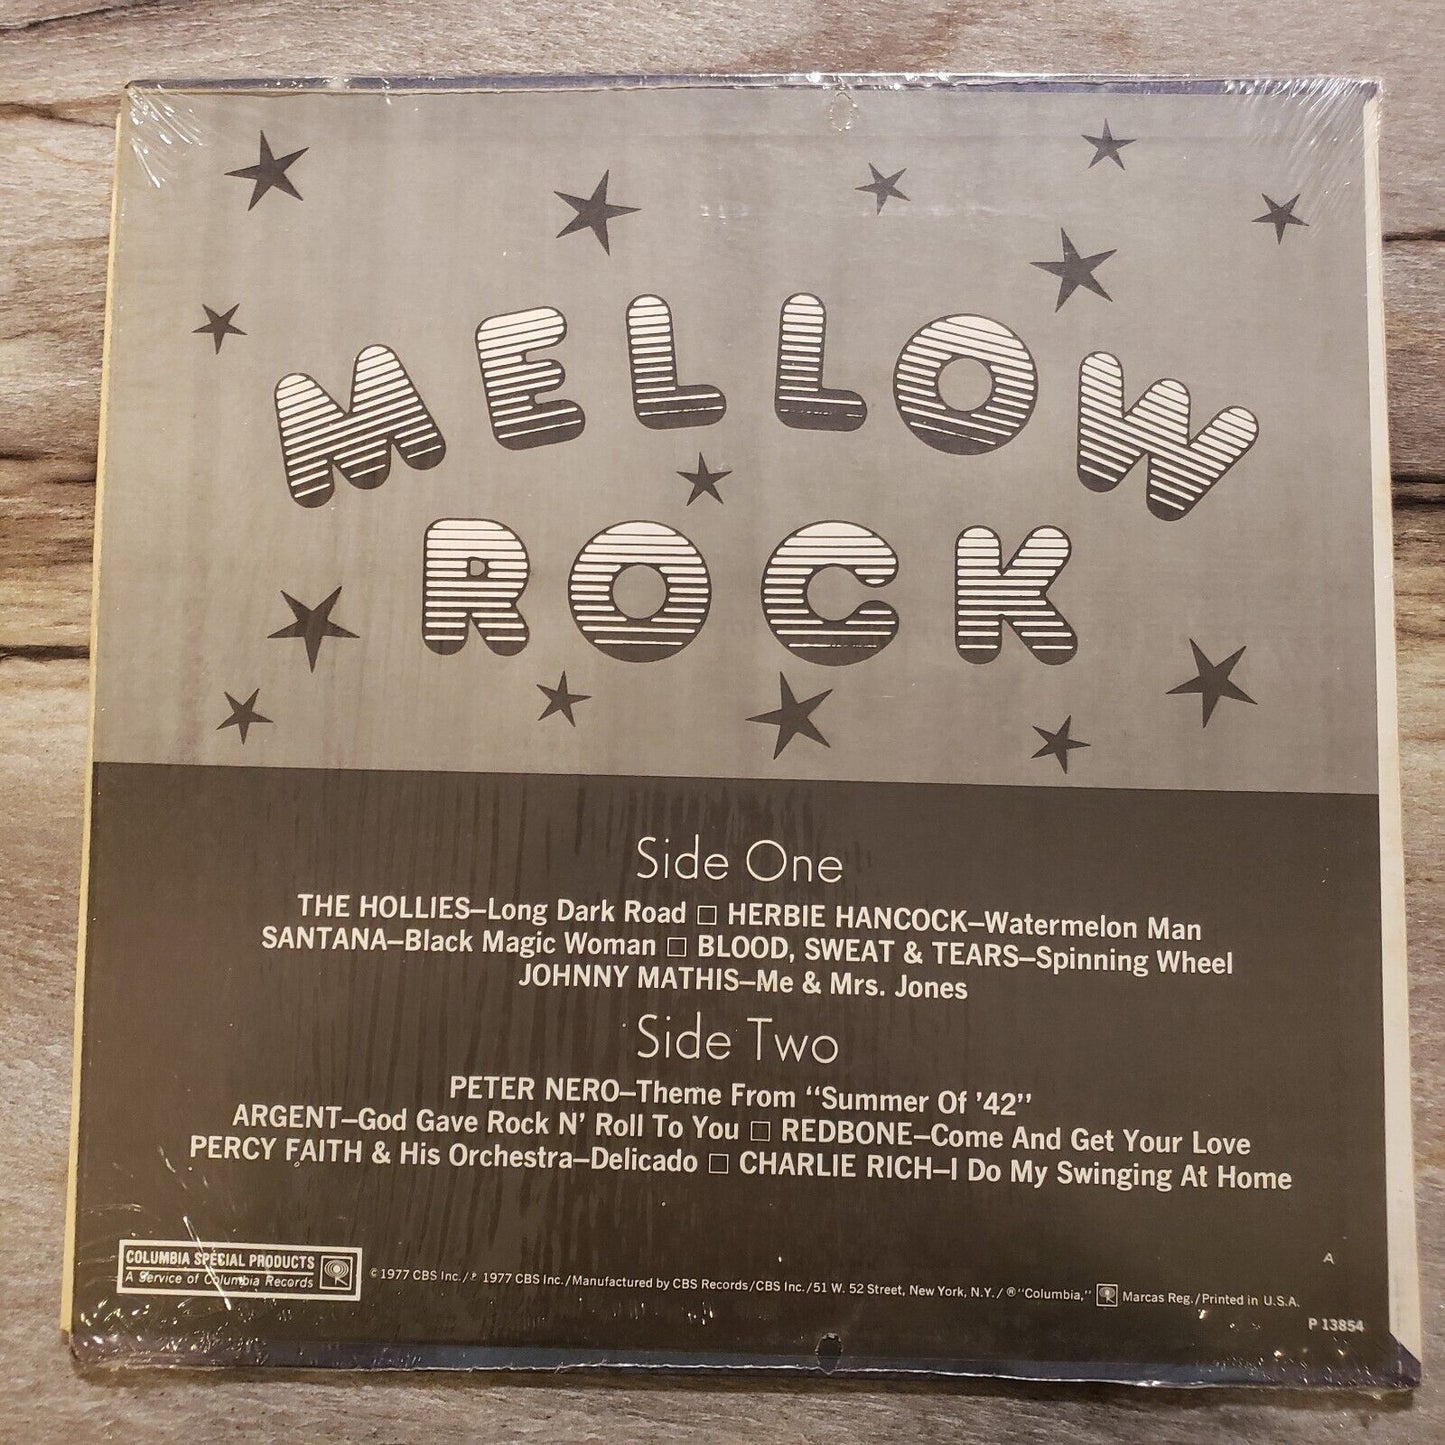 MELLOW
ROCK
Side One
THE HOLLIES–Long Dark Road □ HERBIE HANCOCK–Watermelon Man
SANTANA–Black Magic Woman □ BLOOD, SWEAT & TEARS–Spinning Wheel
JOHNNY MATHIS–Me & Mrs. Jones
Side Two
PETER NERO–Theme From "Summer Of '42"
ARGENT–God Gave Rock N' Roll To You □ REDBONE–Come And Get Your Love
PERCY FAITH & His Orchestra–Delicado □ CHARLIE RICH–I Do My Swinging At Home
A
COLUMBIA SPECIAL PRODUCTS
A Service of Columbia Records
© 1977 CBS Inc./℗ 1977 CBS Inc./Manufactured by CBS Records/CBS Inc./51 W. 52 Street, New York, N.Y./® "Columbia," Marcas Reg./Printed in U.S.A.
P 13854